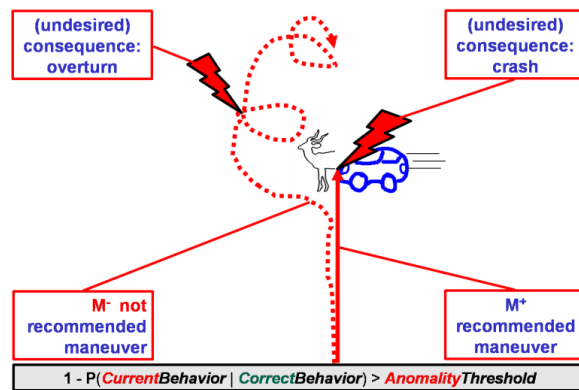 (undesired)
consequence:
overturn
(undesired)
consequence:
crash
M- not
recommended
maneuver
M+
recommended
maneuver
1 - P(CurrentBehavior | CorrectBehavior) > AnomalityThreshold